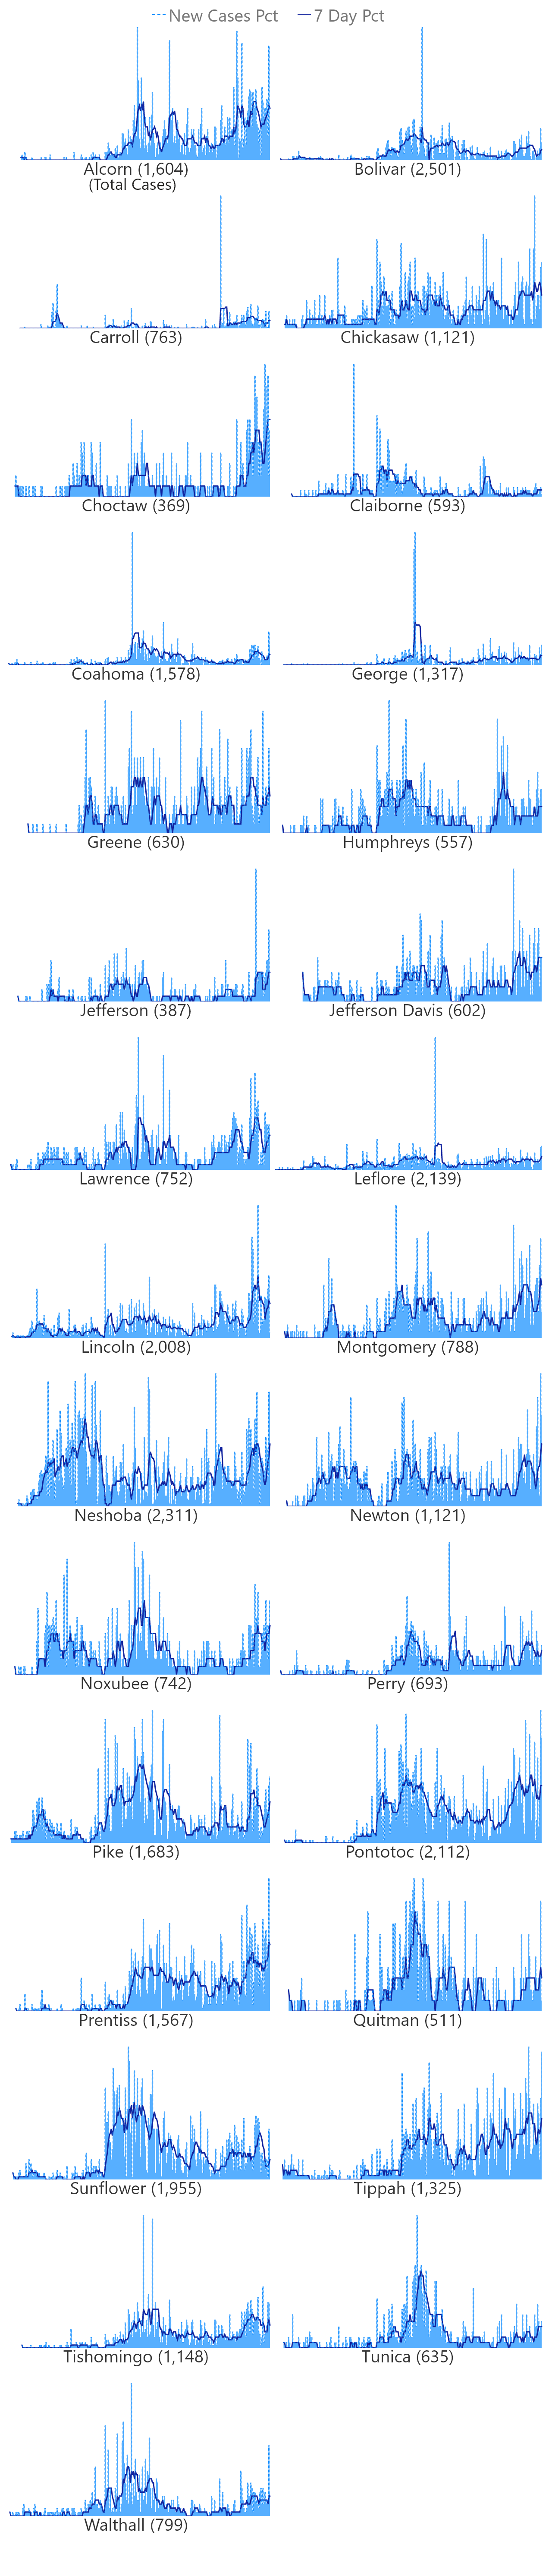 New Cases Pct 7 Day Pct
Alcorn (1,604) Bolivar (2,501)
(Total Cases)
Carroll (763) Chickasaw (1,121)
Choctaw (369) Claiborne (593)
Coahoma (1,578) George (1,317)
Greene (630) Humphreys (557)
Jefferson (387) Jefferson Davis (602)
Lawrence (752) Leflore (2,139)
Lincoln (2,008) Montgomery (788)
Neshoba (2,311) Newton (1,121)
Noxubee (742) Perry (693)
Pike (1,683) Pontotoc (2,112)
Prentiss (1,567) Quitman (511)
Sunflower (1,955) Tippah (1,325)
Tishomingo (1,148) Tunica (635)
Walthall (799)